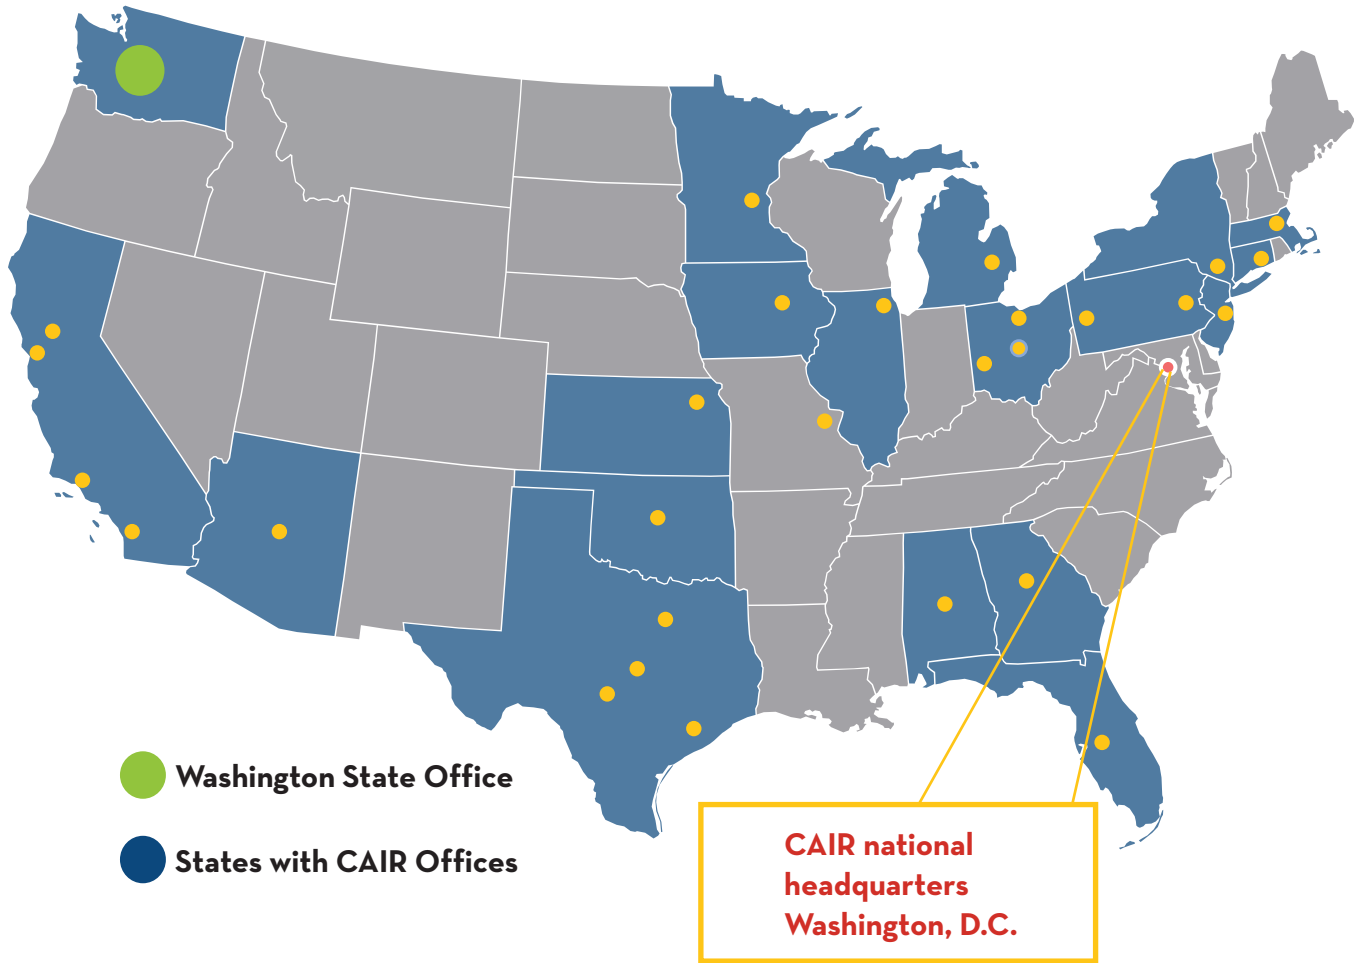 Washington State Office
States with CAIR Offices
CAIR national
headquarters
Washington, D.C.